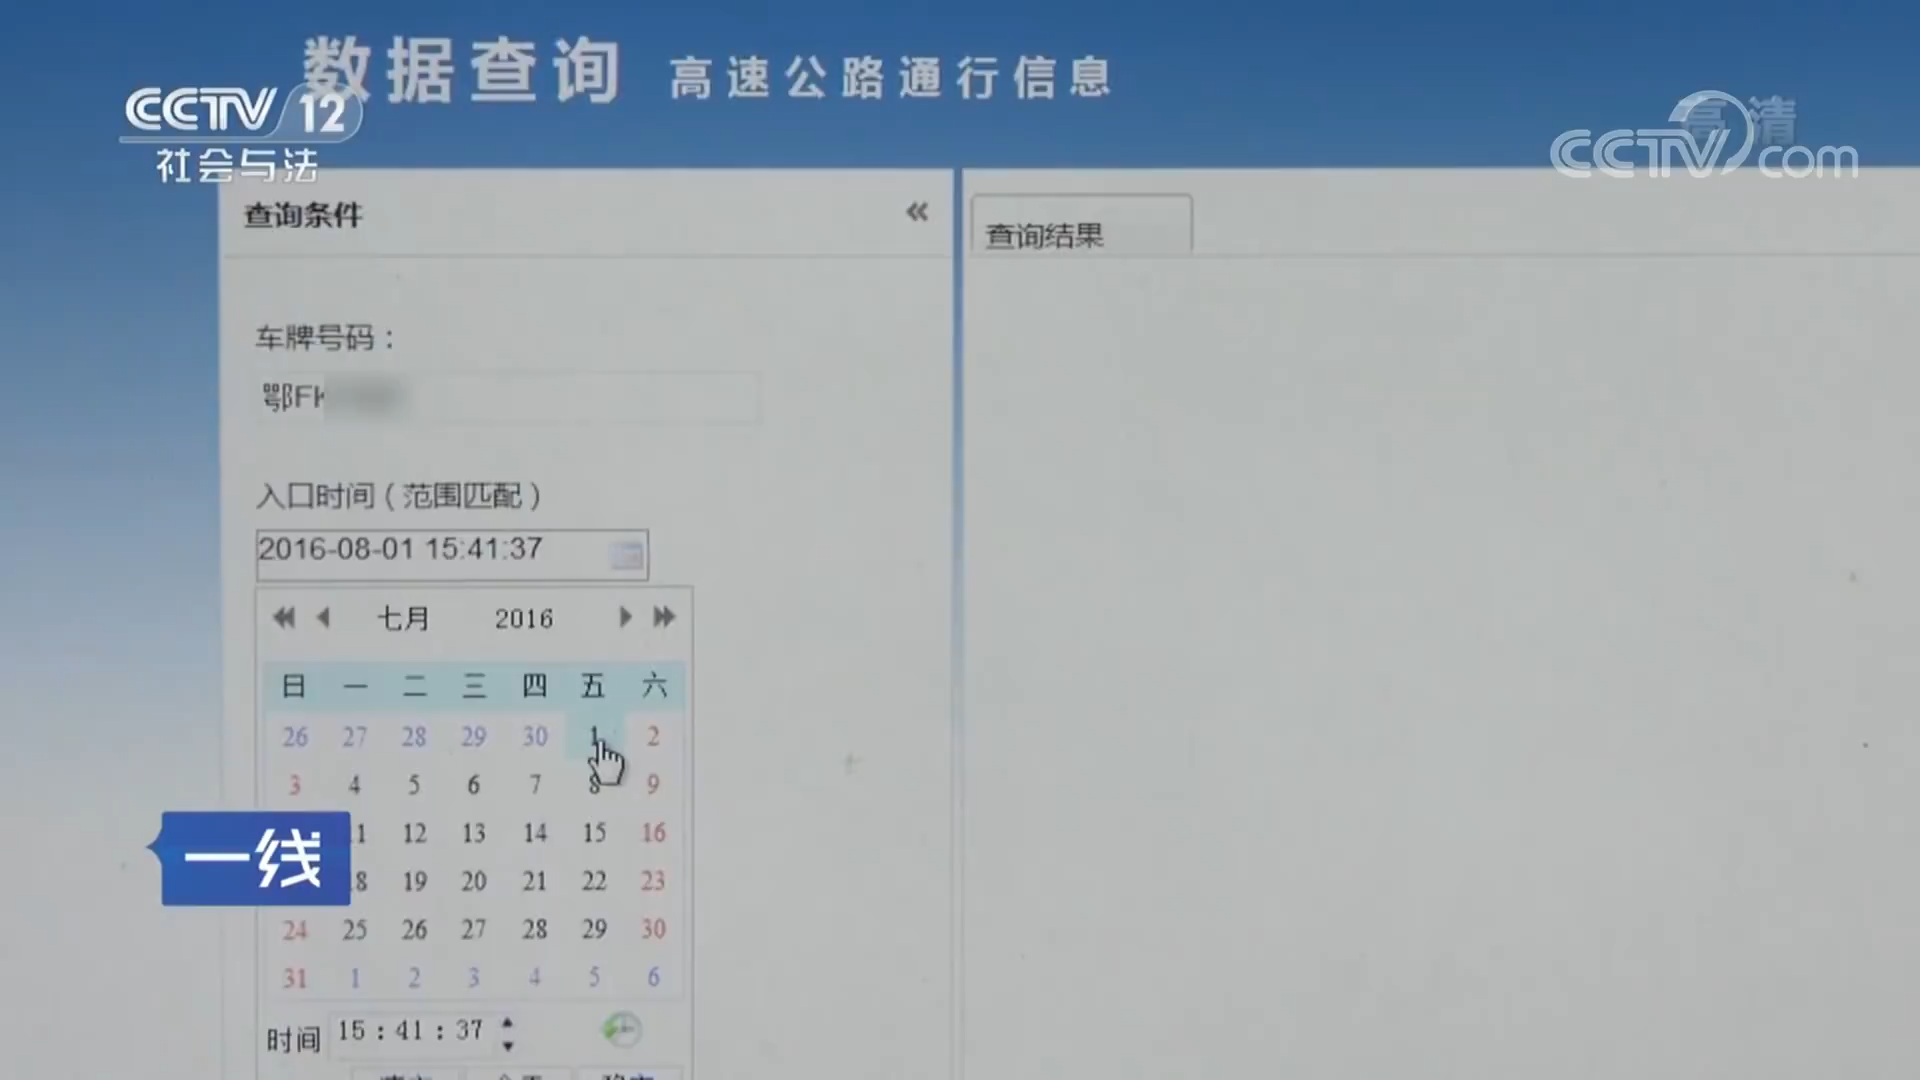 数据查询 高速公路通行信息
CCTV 12
社会与法
高清
CCTV.com
查询条件 «
查询结果
车牌号码：
鄂FK
入口时间（范围匹配）
2016-08-01 15:41:37
七月 2016
日 一 二 三 四 五 六
26 27 28 29 30 1 2
3 4 5 6 7 8 9
11 12 13 14 15 16
一线
18 19 20 21 22 23
24 25 26 27 28 29 30
31 1 2 3 4 5 6
时间 15:41:37